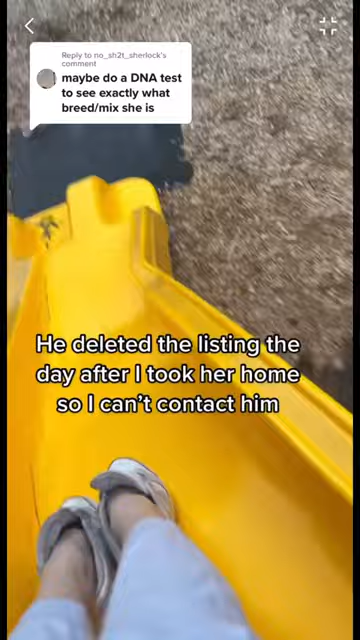 Reply to no_sh2t_sherlock's
comment
maybe do a DNA test
to see exactly what
breed/mix she is
He deleted the listing the
day after I took her home
so I can't contact him